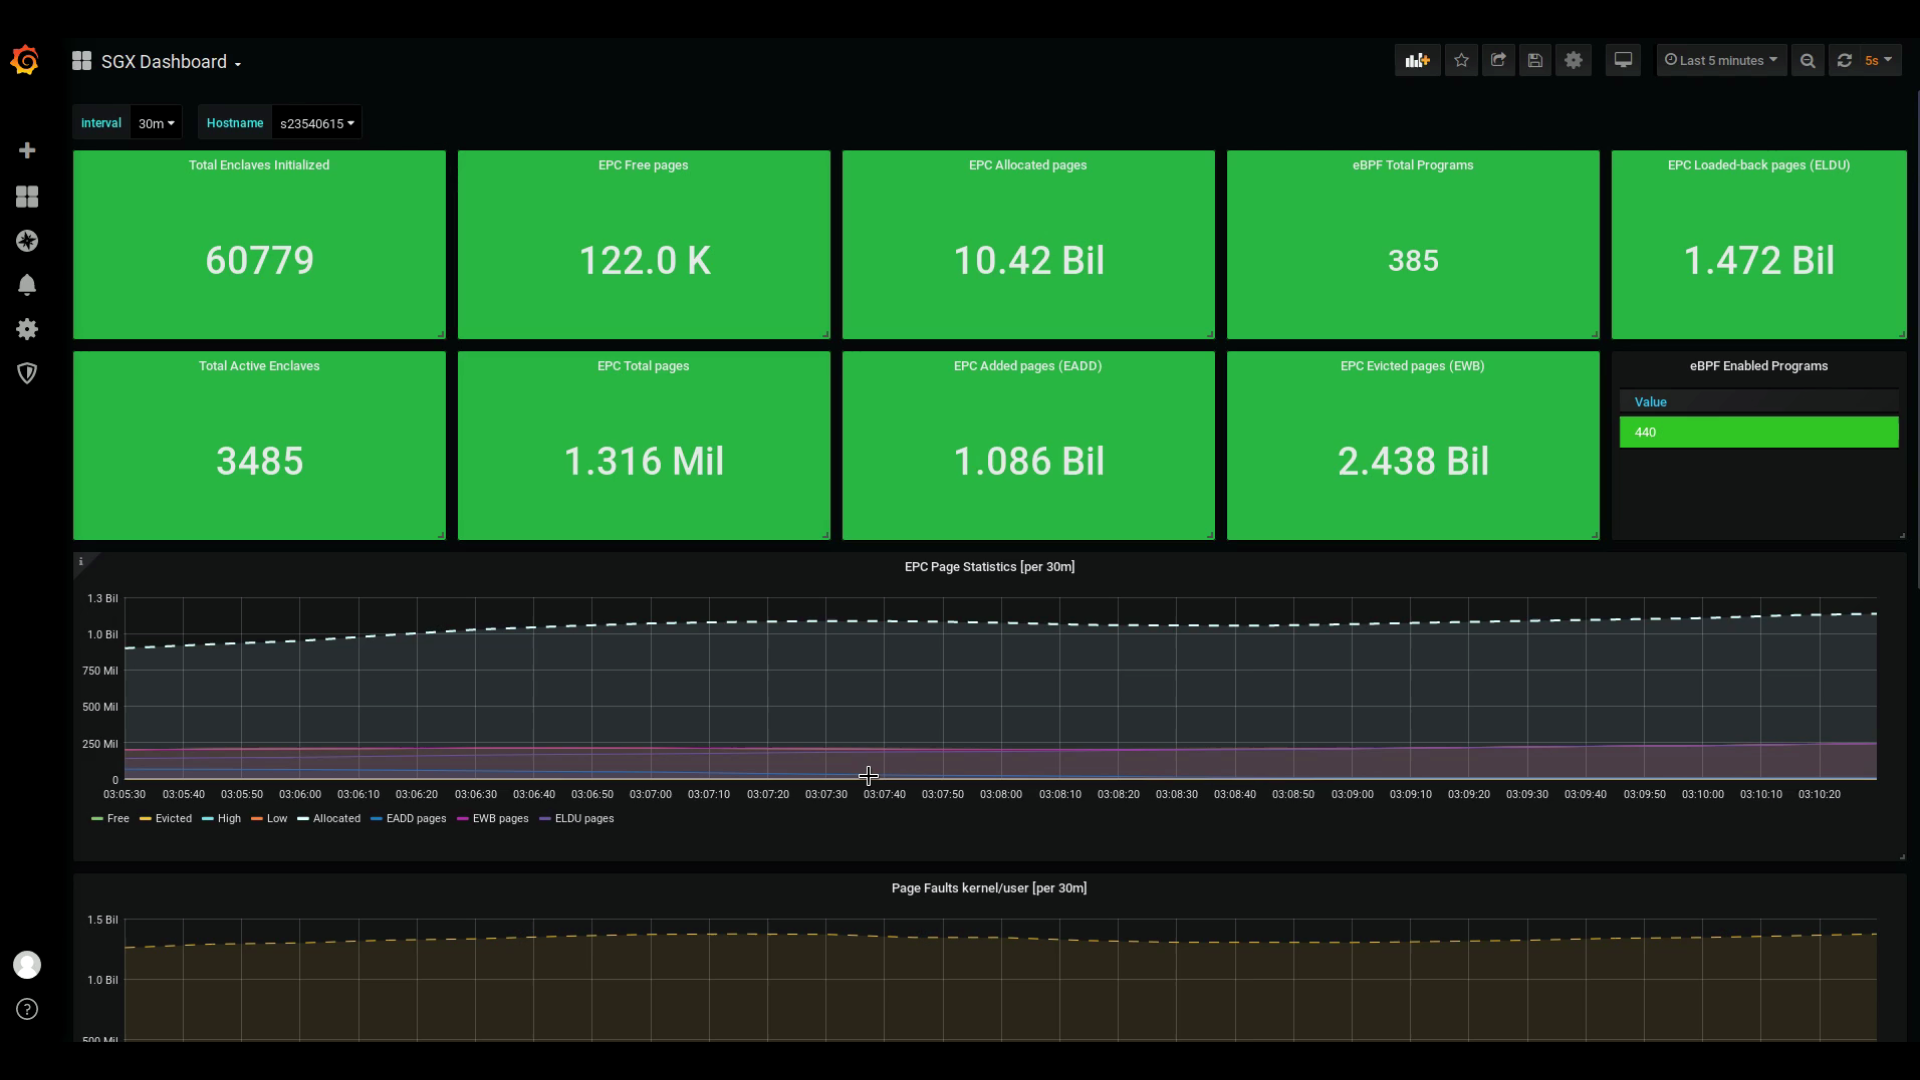 SGX Dashboard
Last 5 minutes
5s
interval
30m
Hostname
s23540615
Total Enclaves Initialized
60779
EPC Free pages
122.0 K
EPC Allocated pages
10.42 Bil
eBPF Total Programs
385
EPC Loaded-back pages (ELDU)
1.472 Bil
Total Active Enclaves
3485
EPC Total pages
1.316 Mil
EPC Added pages (EADD)
1.086 Bil
EPC Evicted pages (EWB)
2.438 Bil
eBPF Enabled Programs
Value
440
i
EPC Page Statistics [per 30m]
1.3 Bil
1.0 Bil
750 Mil
500 Mil
250 Mil
0
03:05:30 03:05:40 03:05:50 03:06:00 03:06:10 03:06:20 03:06:30 03:06:40 03:06:50 03:07:00 03:07:10 03:07:20 03:07:30 03:07:40 03:07:50 03:08:00 03:08:10 03:08:20 03:08:30 03:08:40 03:08:50 03:09:00 03:09:10 03:09:20 03:09:30 03:09:40 03:09:50 03:10:00 03:10:10 03:10:20
Free Evicted High Low Allocated EADD pages EWB pages ELDU pages
Page Faults kernel/user [per 30m]
1.5 Bil
1.0 Bil
500 Mil